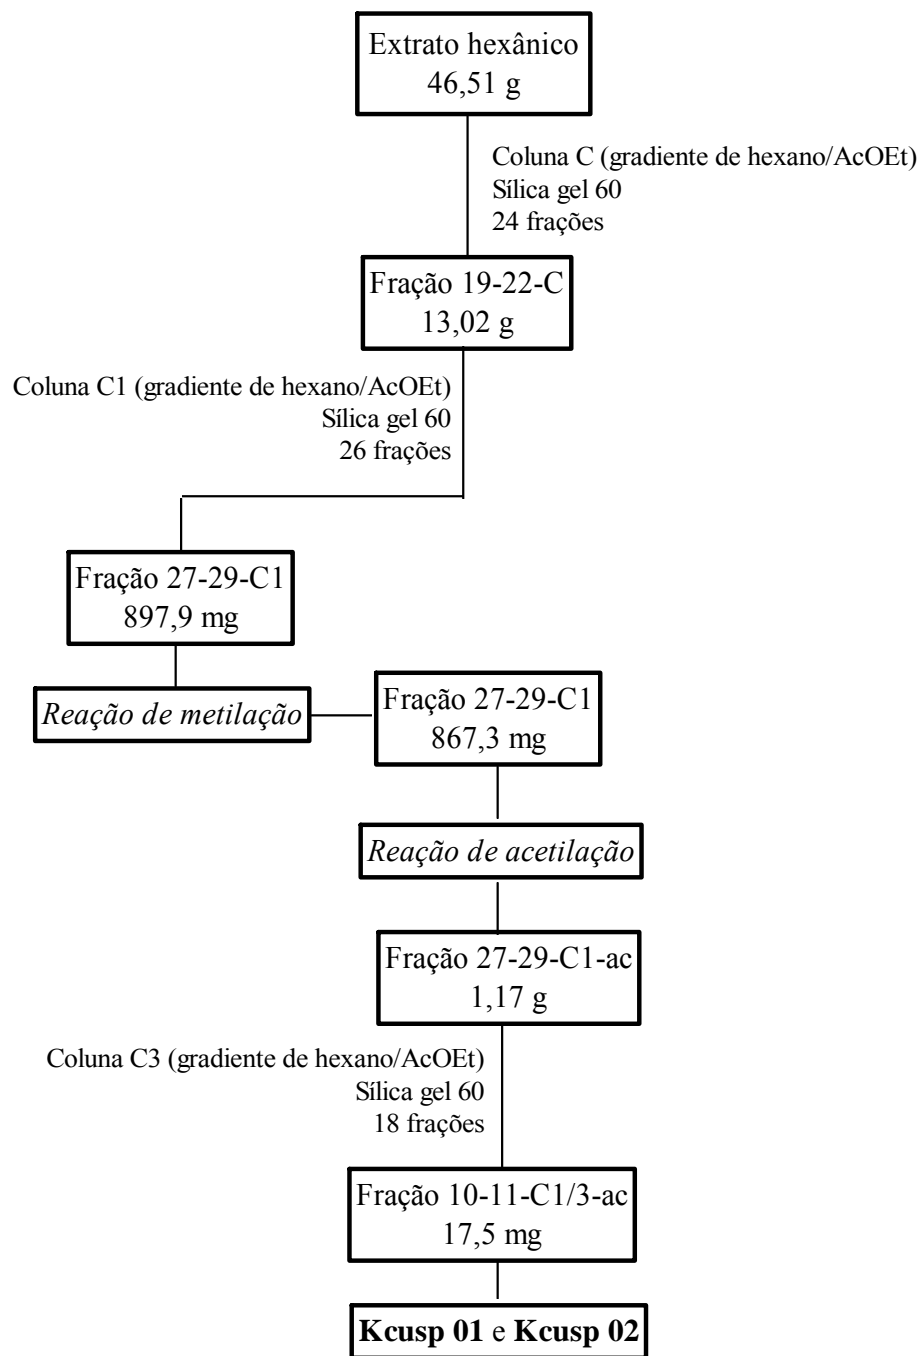 Extrato hexânico
46,51 g
Coluna C (gradiente de hexano/AcOEt)
Sílica gel 60
24 frações
Fração 19-22-C
13,02 g
Coluna C1 (gradiente de hexano/AcOEt)
Sílica gel 60
26 frações
Fração 27-29-C1
897,9 mg
Reação de metilação
Fração 27-29-C1
867,3 mg
Reação de acetilação
Fração 27-29-C1-ac
1,17 g
Coluna C3 (gradiente de hexano/AcOEt)
Sílica gel 60
18 frações
Fração 10-11-C1/3-ac
17,5 mg
Kcusp 01 e Kcusp 02